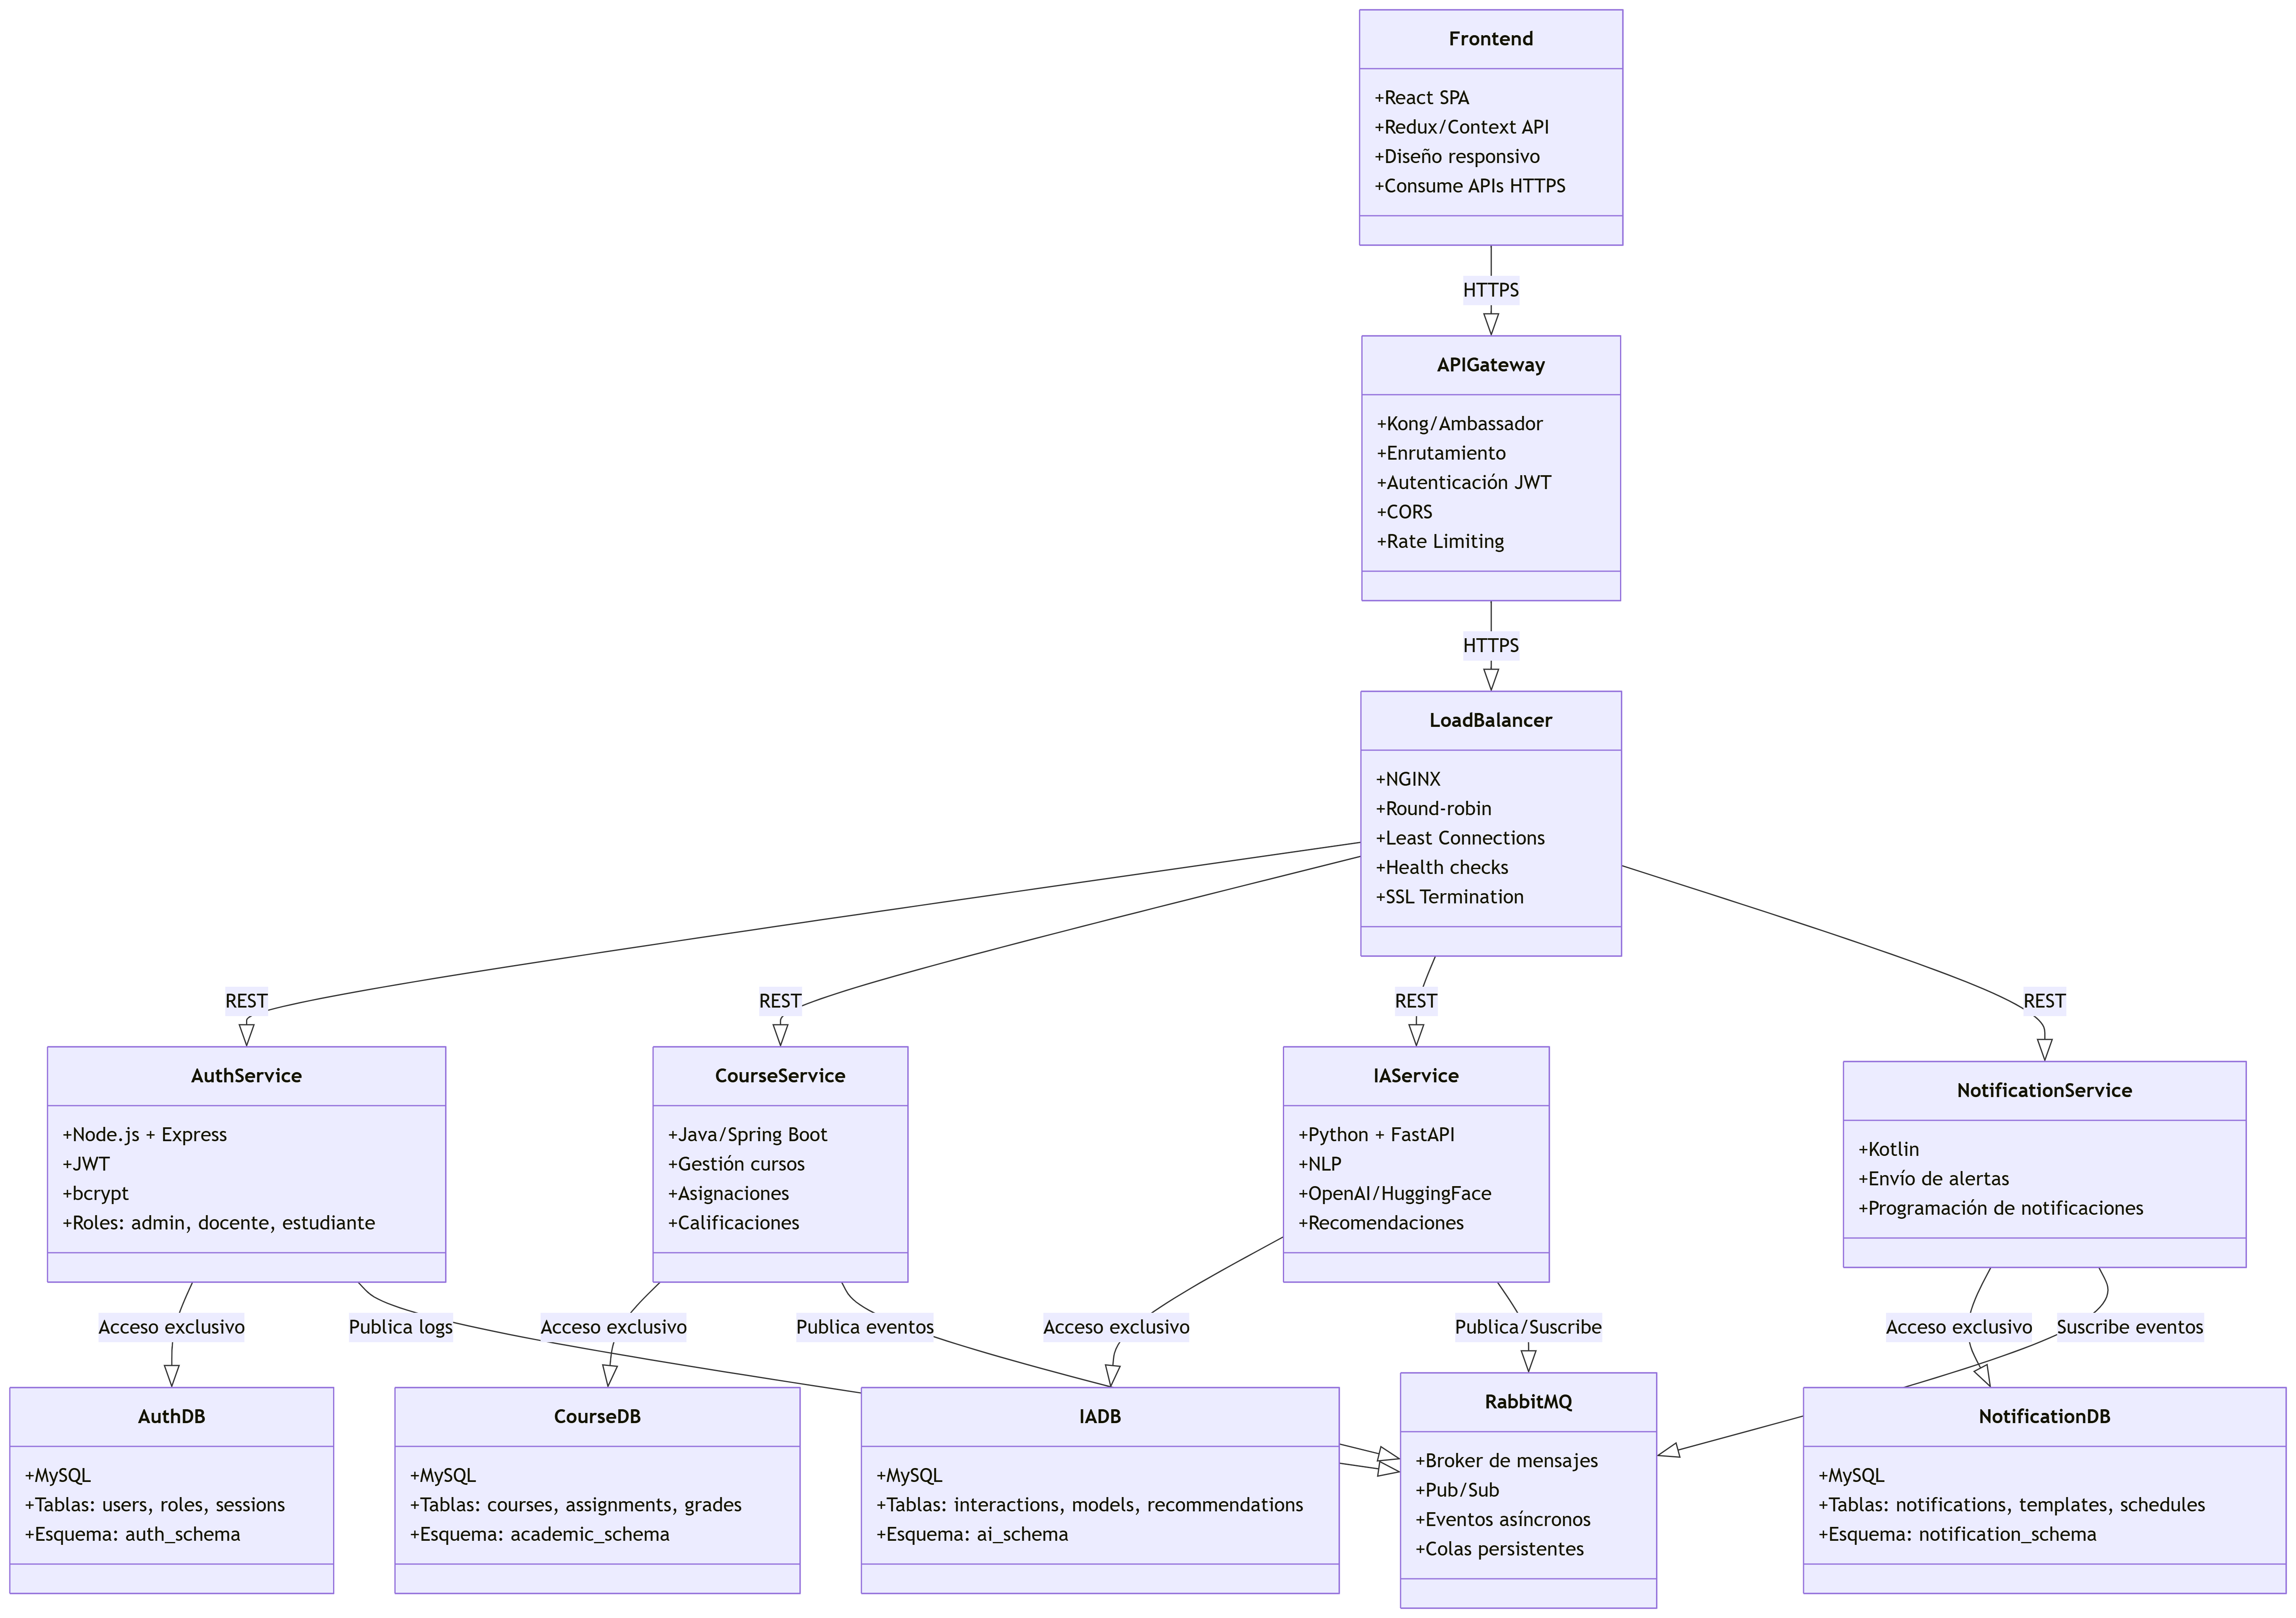 Frontend
+React SPA
+Redux/Context API
+Diseño responsivo
+Consume APIs HTTPS
HTTPS
APIGateway
+Kong/Ambassador
+Enrutamiento
+Autenticación JWT
+CORS
+Rate Limiting
HTTPS
LoadBalancer
+NGINX
+Round-robin
+Least Connections
+Health checks
+SSL Termination
REST
REST
REST
REST
AuthService
+Node.js + Express
+JWT
+bcrypt
+Roles: admin, docente, estudiante
CourseService
+Java/Spring Boot
+Gestión cursos
+Asignaciones
+Calificaciones
IAService
+Python + FastAPI
+NLP
+OpenAI/HuggingFace
+Recomendaciones
NotificationService
+Kotlin
+Envío de alertas
+Programación de notificaciones
Acceso exclusivo
Publica logs
Acceso exclusivo
Publica eventos
Acceso exclusivo
Publica/Suscribe
Acceso exclusivo
Suscribe eventos
AuthDB
+MySQL
+Tablas: users, roles, sessions
+Esquema: auth_schema
CourseDB
+MySQL
+Tablas: courses, assignments, grades
+Esquema: academic_schema
IADB
+MySQL
+Tablas: interactions, models, recommendations
+Esquema: ai_schema
RabbitMQ
+Broker de mensajes
+Pub/Sub
+Eventos asíncronos
+Colas persistentes
NotificationDB
+MySQL
+Tablas: notifications, templates, schedules
+Esquema: notification_schema